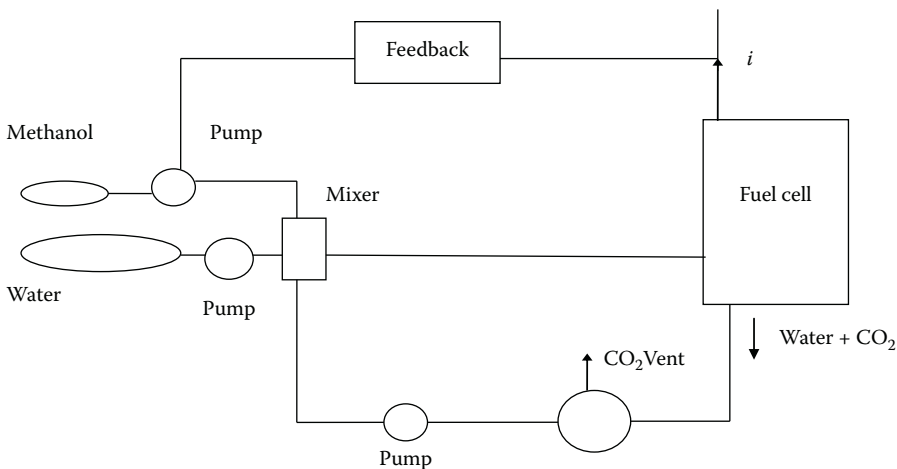 Feedback
i
Methanol
Pump
Fuel cell
Mixer
Water
Pump
Water + CO₂
CO₂Vent
Pump